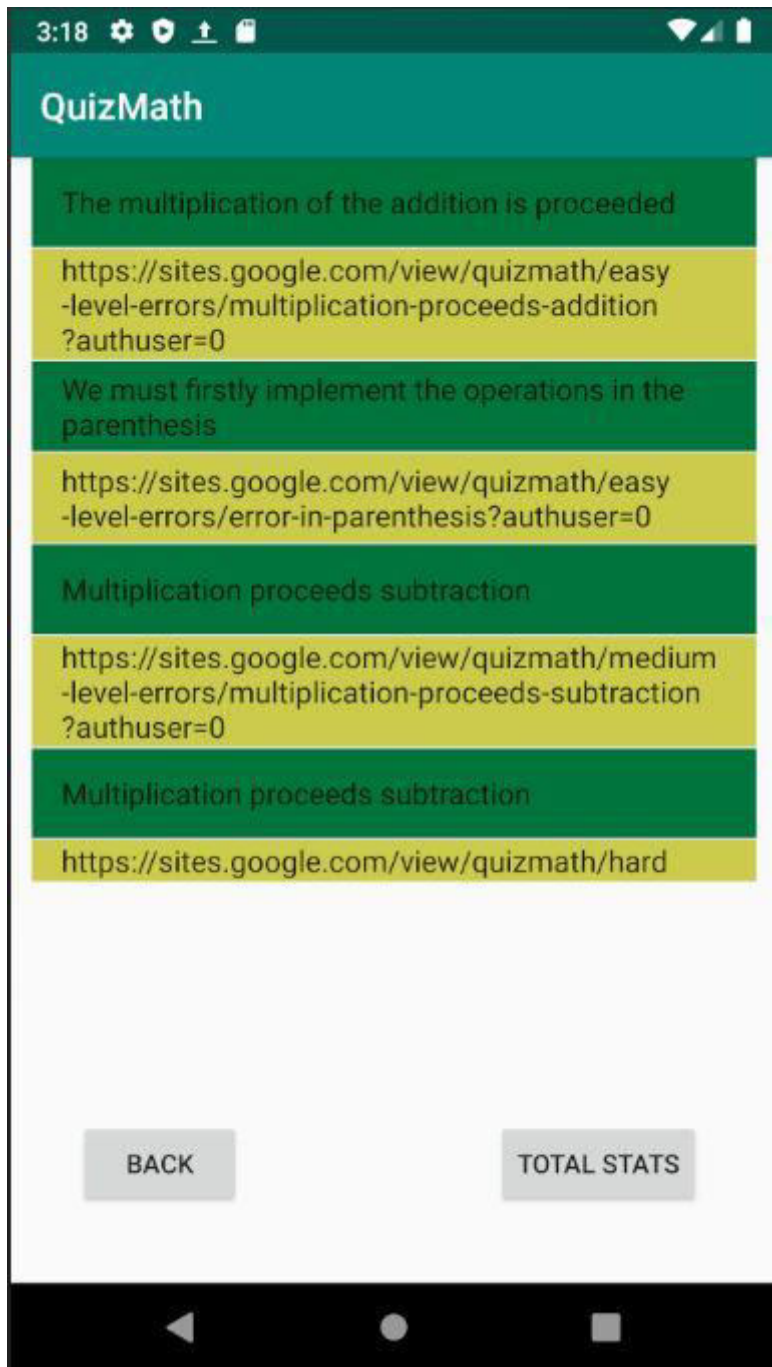 3:18
QuizMath
The multiplication of the addition is proceeded
https://sites.google.com/view/quizmath/easy
-level-errors/multiplication-proceeds-addition
?authuser=0
We must firstly implement the operations in the
parenthesis
https://sites.google.com/view/quizmath/easy
-level-errors/error-in-parenthesis?authuser=0
Multiplication proceeds subtraction
https://sites.google.com/view/quizmath/medium
-level-errors/multiplication-proceeds-subtraction
?authuser=0
Multiplication proceeds subtraction
https://sites.google.com/view/quizmath/hard
BACK TOTAL STATS